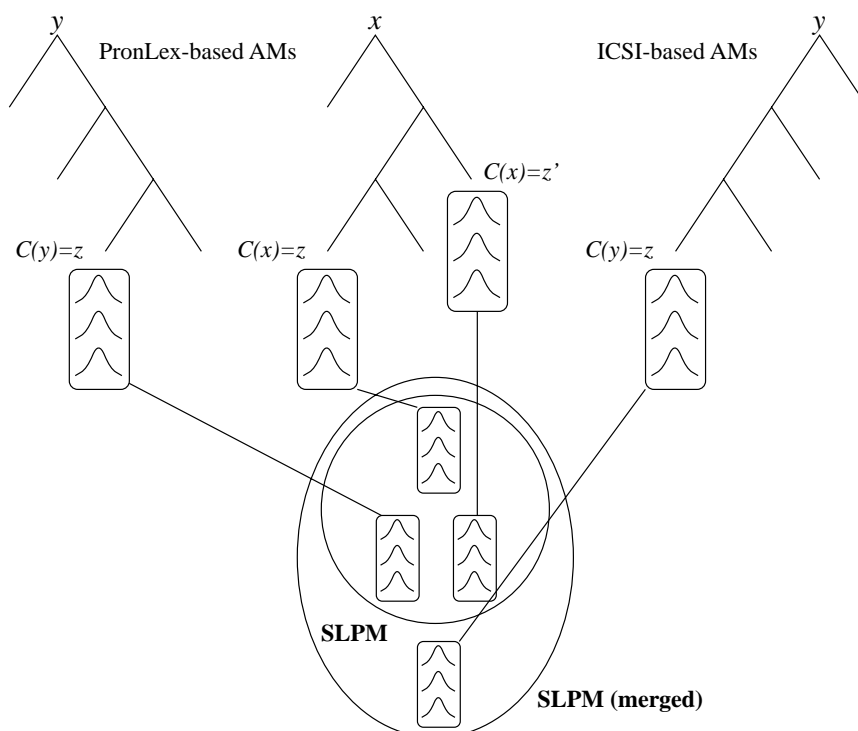 y
x
y
PronLex-based AMs
ICSI-based AMs
C(x)=z’
C(y)=z
C(x)=z
C(y)=z
SLPM
SLPM (merged)